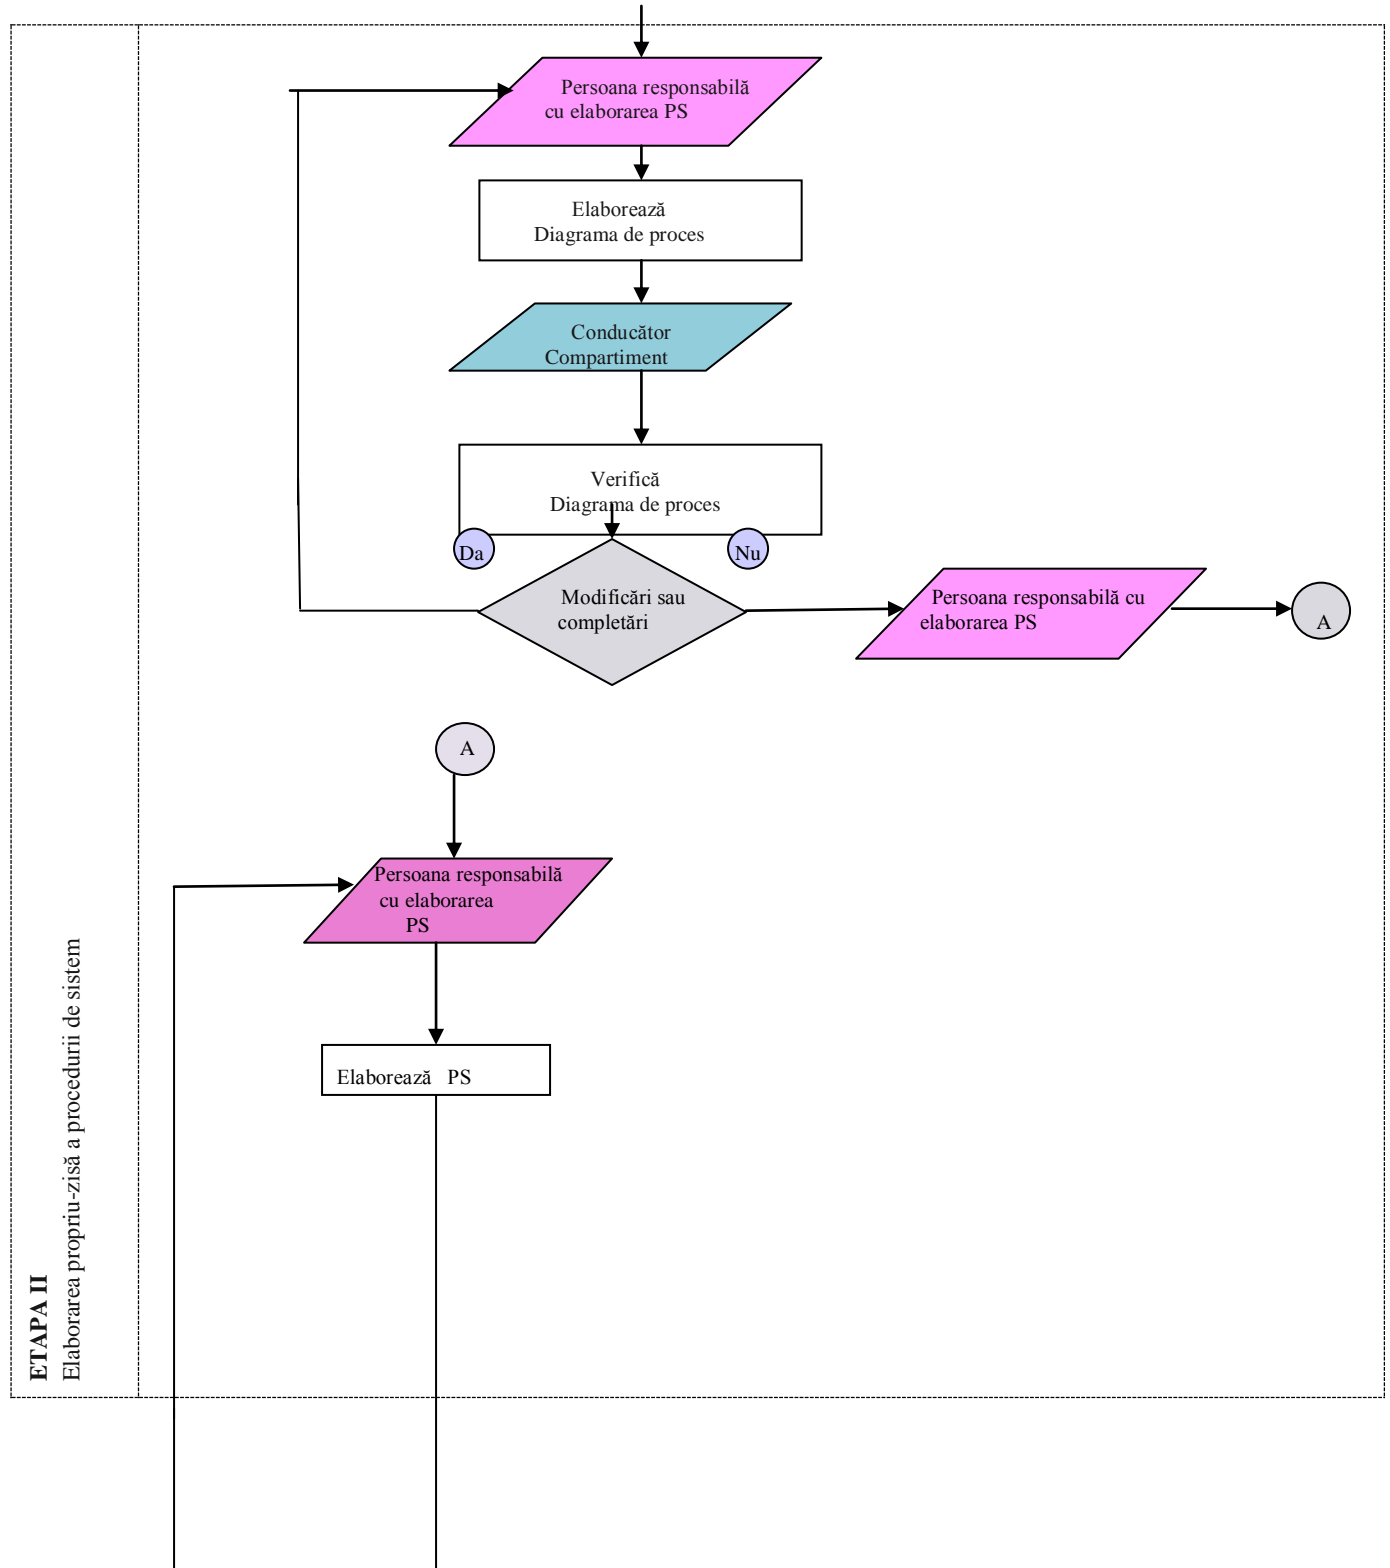 Persoana responsabilă
cu elaborarea PS
Elaborează
Diagrama de proces
Conducător
Compartiment
Verifică
Diagrama de proces
Da
Nu
Modificări sau
completări
Persoana responsabilă cu
elaborarea PS
A
A
Persoana responsabilă
cu elaborarea
PS
Elaborează PS
ETAPA II
Elaborarea propriu-zisă a procedurii de sistem